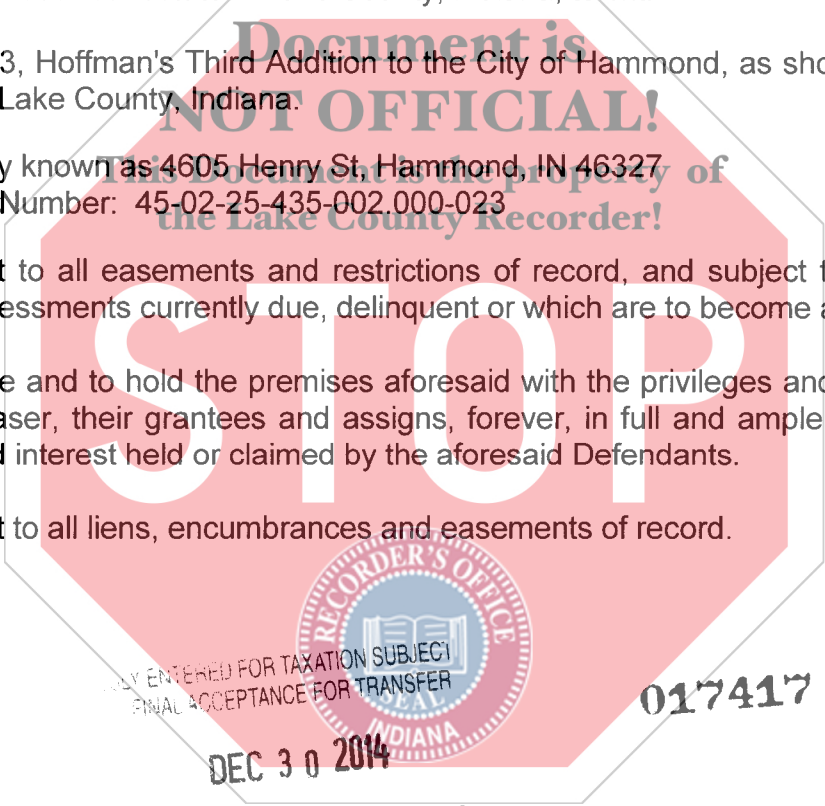 3, Hoffman's Third Addition to the City of Hammond, as sho
Lake County, Indiana.
y known as 4605 Henry St, Hammond, IN 46327
Number: 45-02-25-435-002.000-023
t to all easements and restrictions of record, and subject t
essments currently due, delinquent or which are to become a
e and to hold the premises aforesaid with the privileges and
aser, their grantees and assigns, forever, in full and ample
d interest held or claimed by the aforesaid Defendants.
t to all liens, encumbrances and easements of record.
Document is
NOT OFFICIAL!
This Document is the property of
the Lake County Recorder!
STOP
RECORDER'S OFFICE
SEAL
INDIANA
ENTERED FOR TAXATION SUBJECT
FINAL ACCEPTANCE FOR TRANSFER
DEC 30 2014
017417